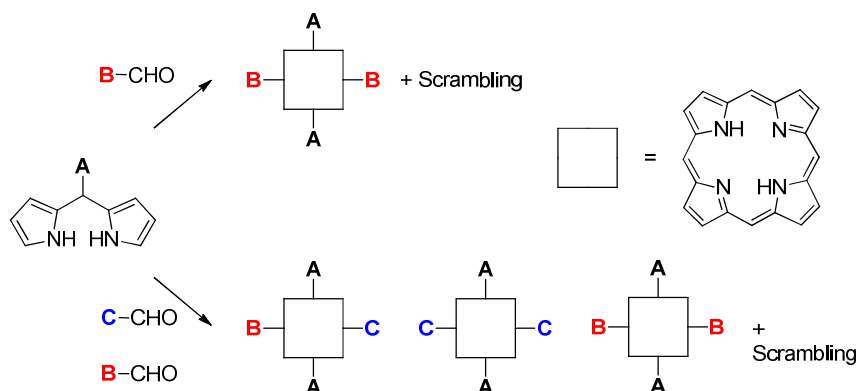 A
B-CHO
B B + Scrambling
A
A
NH HN
= NH N
N HN
C-CHO
B-CHO
A A A
B C C C B B +
Scrambling
A A A